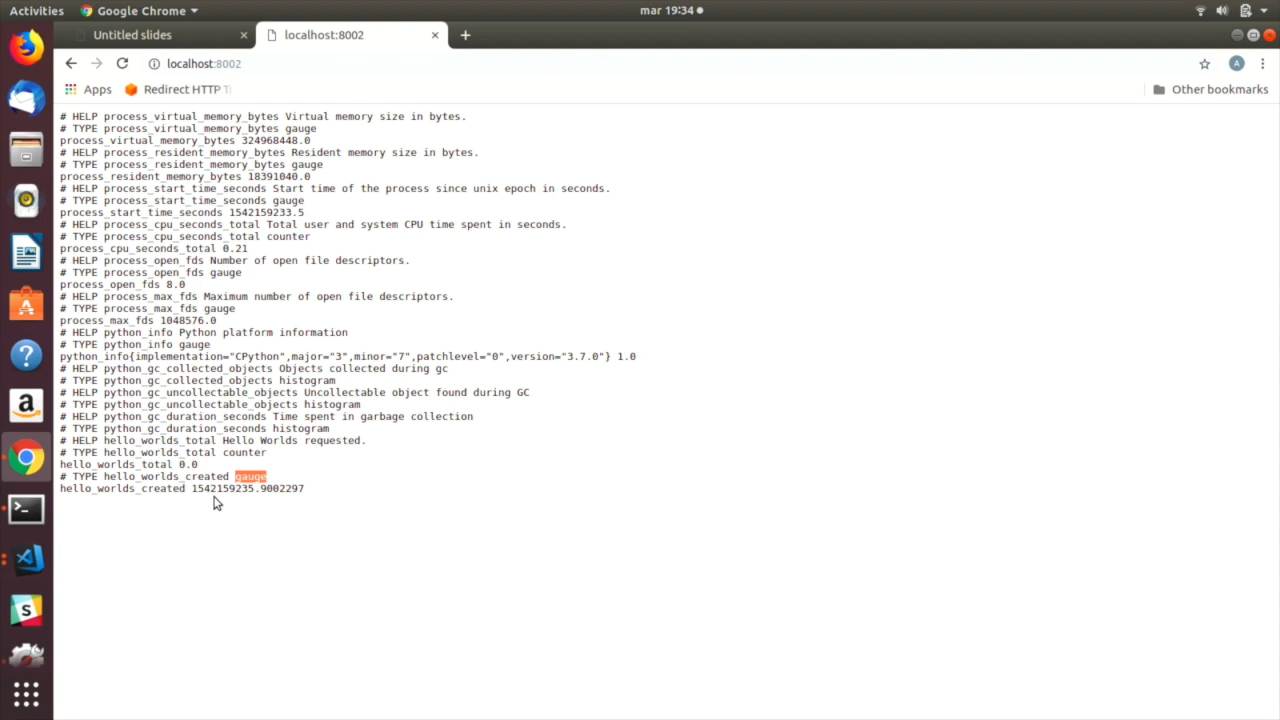 Activities Google Chrome mar 19:34
Untitled slides localhost:8002
localhost:8002 A
Apps Redirect HTTP Other bookmarks
# HELP process_virtual_memory_bytes Virtual memory size in bytes.
# TYPE process_virtual_memory_bytes gauge
process_virtual_memory_bytes 324968448.0
# HELP process_resident_memory_bytes Resident memory size in bytes.
# TYPE process_resident_memory_bytes gauge
process_resident_memory_bytes 18391040.0
# HELP process_start_time_seconds Start time of the process since unix epoch in seconds.
# TYPE process_start_time_seconds gauge
process_start_time_seconds 1542159233.5
# HELP process_cpu_seconds_total Total user and system CPU time spent in seconds.
# TYPE process_cpu_seconds_total counter
process_cpu_seconds_total 0.21
# HELP process_open_fds Number of open file descriptors.
# TYPE process_open_fds gauge
process_open_fds 8.0
# HELP process_max_fds Maximum number of open file descriptors.
# TYPE process_max_fds gauge
process_max_fds 1048576.0
# HELP python_info Python platform information
# TYPE python_info gauge
python_info{implementation="CPython",major="3",minor="7",patchlevel="0",version="3.7.0"} 1.0
# HELP python_gc_collected_objects Objects collected during gc
# TYPE python_gc_collected_objects histogram
# HELP python_gc_uncollectable_objects Uncollectable object found during GC
# TYPE python_gc_uncollectable_objects histogram
# HELP python_gc_duration_seconds Time spent in garbage collection
# TYPE python_gc_duration_seconds histogram
# HELP hello_worlds_total Hello Worlds requested.
# TYPE hello_worlds_total counter
hello_worlds_total 0.0
# TYPE hello_worlds_created gauge
hello_worlds_created 1542159235.9002297